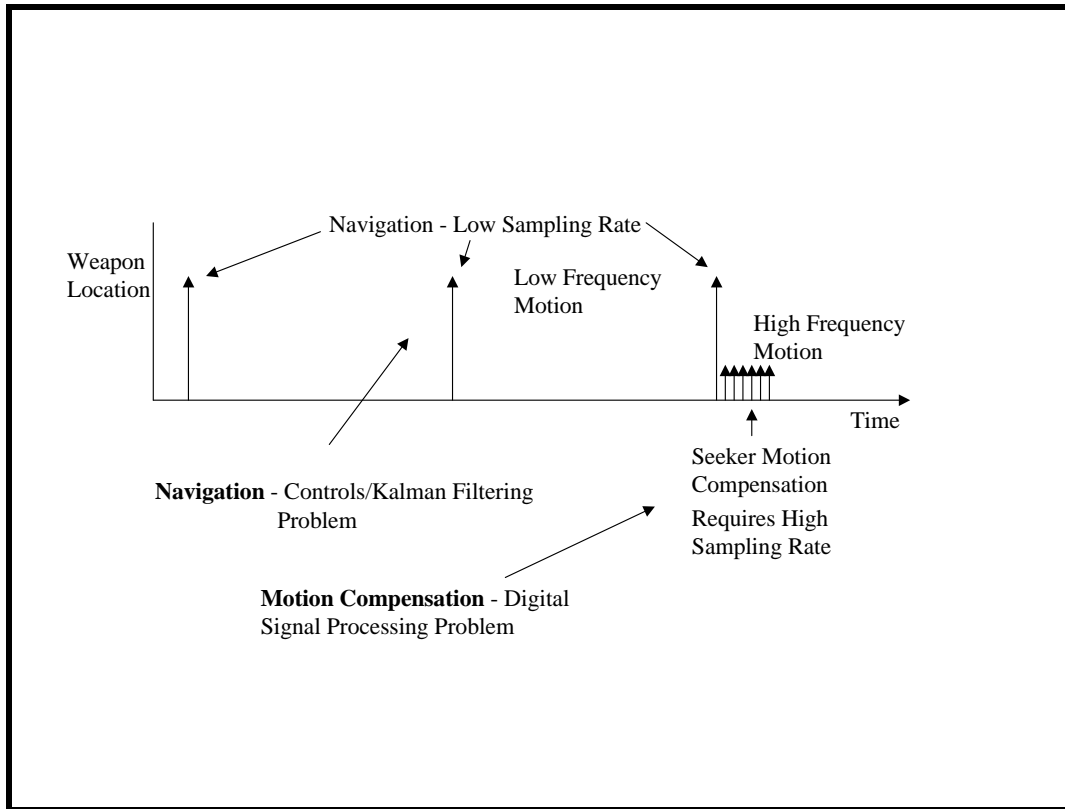 Navigation - Low Sampling Rate
Weapon
Location
Low Frequency
Motion
High Frequency
Motion
Time
Seeker Motion
Compensation
Requires High
Sampling Rate
Navigation - Controls/Kalman Filtering
Problem
Motion Compensation - Digital
Signal Processing Problem